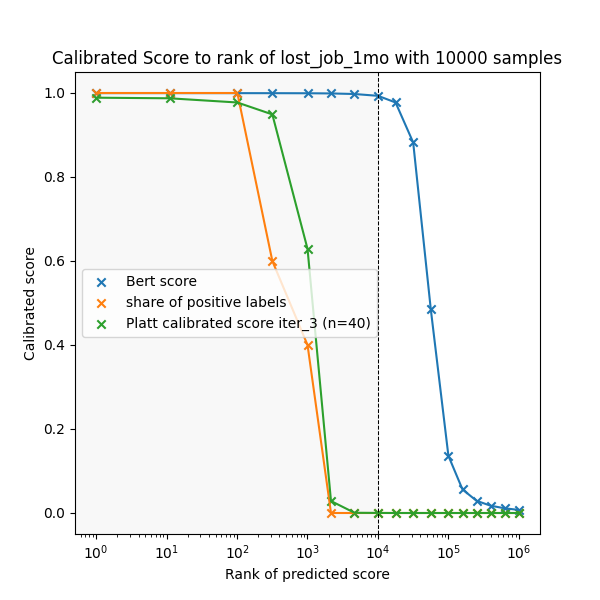 Calibrated Score to rank of lost_job_1mo with 10000 samples
1.0
0.8
0.6
0.4
0.2
0.0
Calibrated score
Bert score
share of positive labels
Platt calibrated score iter_3 (n=40)
10⁰ 10¹ 10² 10³ 10⁴ 10⁵ 10⁶
Rank of predicted score